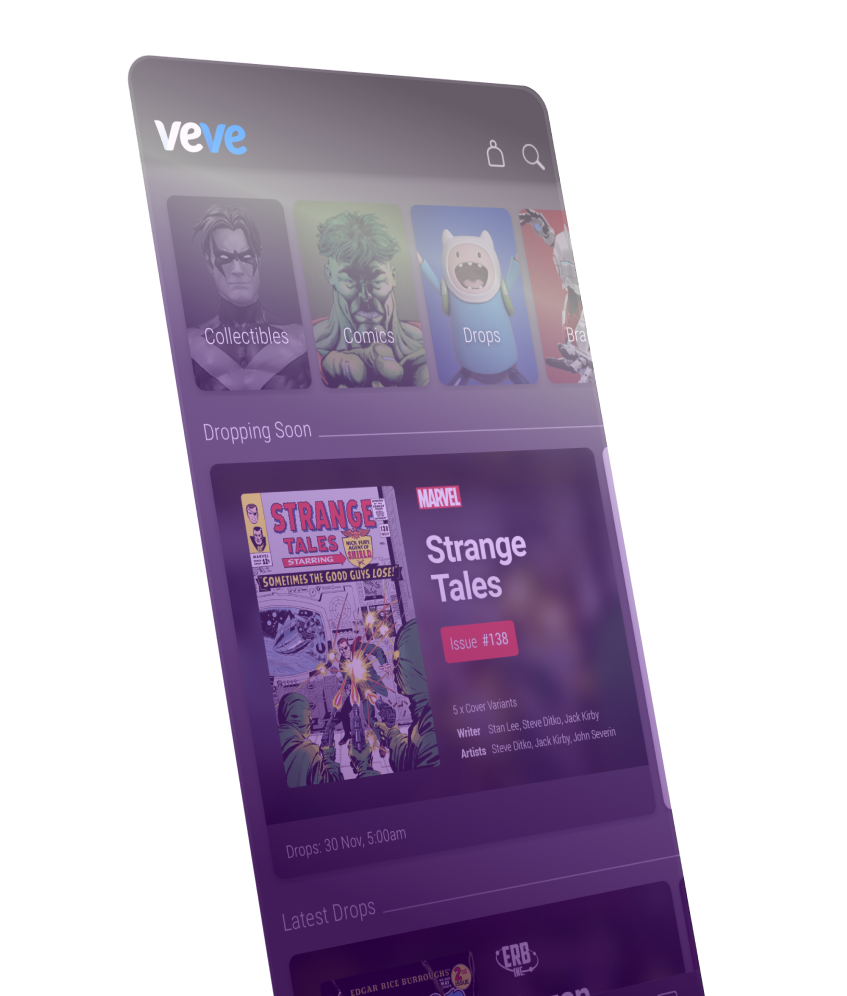 veve
Collectibles
Comics
Drops
Bra
Dropping Soon
STRANGE
TALES
STARRING
NICK FURY
AGENT OF
SHIELD
SOMETIMES THE GOOD GUYS LOSE!
MARVEL
Strange
Tales
Issue #138
5 x Cover Variants
Writer Stan Lee, Steve Ditko, Jack Kirby
Artists Steve Ditko, Jack Kirby, John Severin
Drops: 30 Nov, 5:00am
Latest Drops
ERB
INC
EDGAR RICE BURROUGHS'